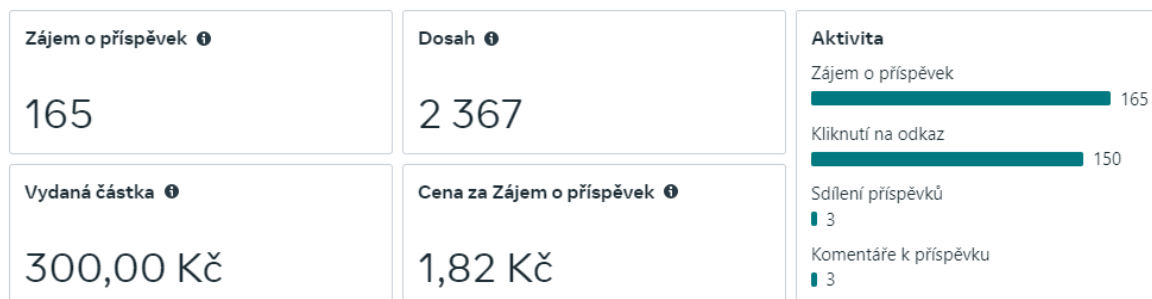 Zájem o příspěvek
165
Dosah
2 367
Vydaná částka
300,00 Kč
Cena za Zájem o příspěvek
1,82 Kč
Aktivita
Zájem o příspěvek
165
Kliknutí na odkaz
150
Sdílení příspěvků
3
Komentáře k příspěvku
3